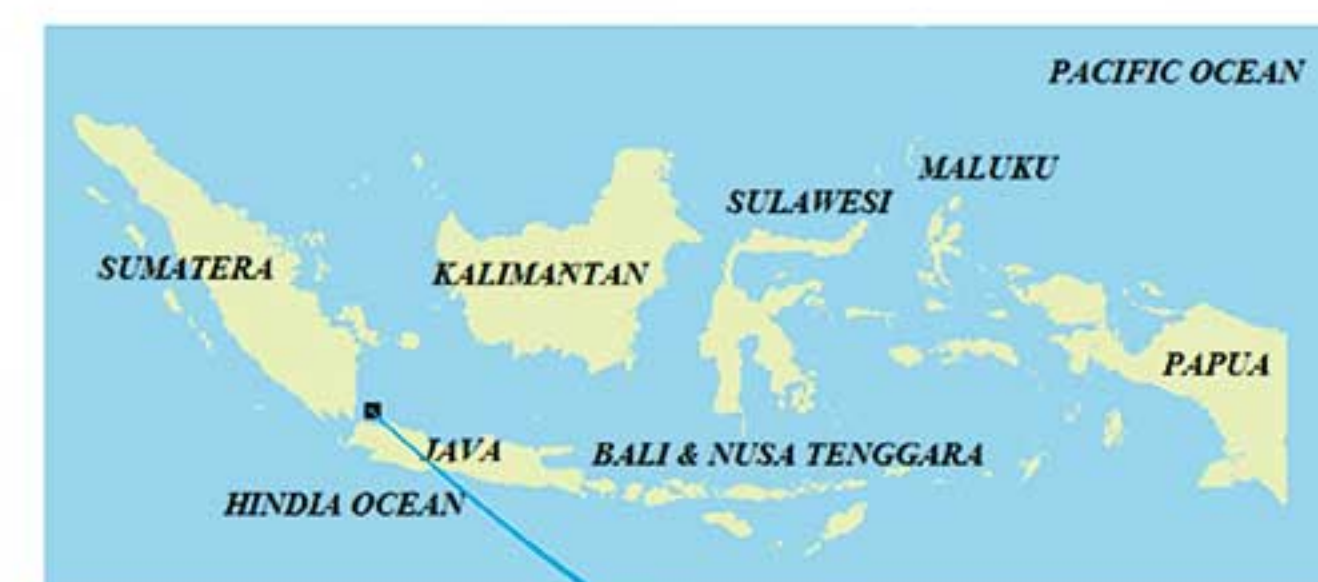 PACIFIC OCEAN
MALUKU
SULAWESI
SUMATERA
KALIMANTAN
PAPUA
JAVA
BALI & NUSA TENGGARA
HINDIA OCEAN